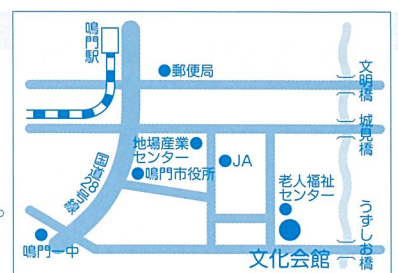 鳴門駅
郵便局
文明橋
城見橋
地場産業
センター
鳴門市役所
JA
国道28号線
老人福祉
センター
うずしお橋
鳴門一中
文化会館